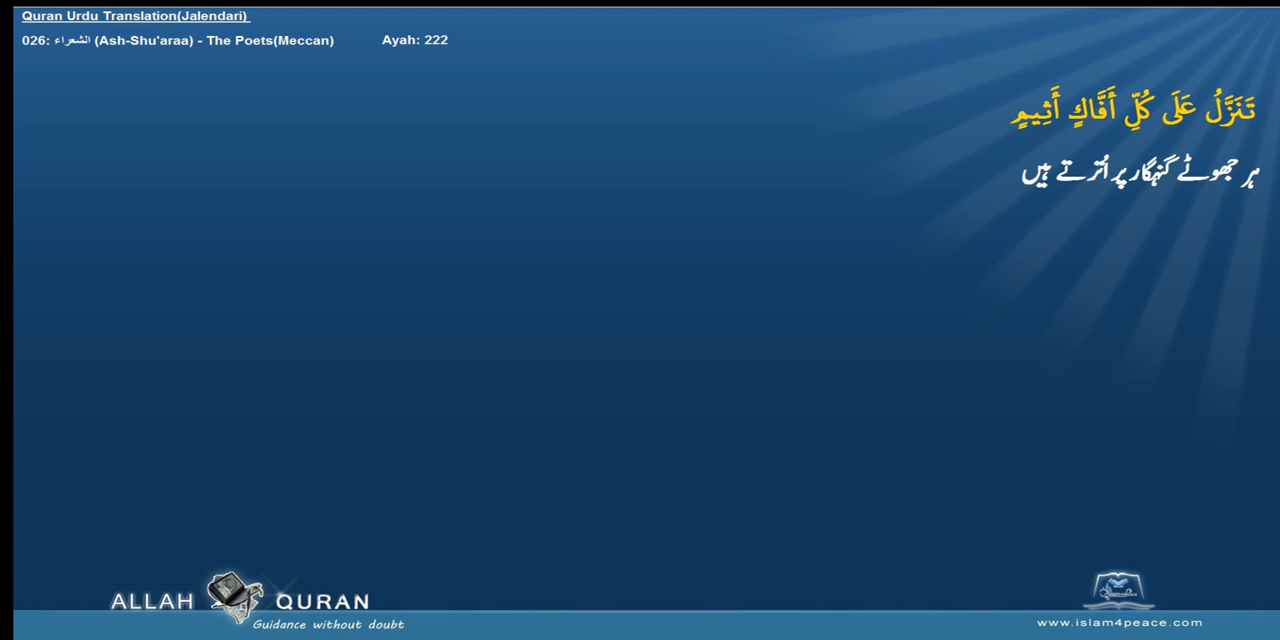 Quran Urdu Translation(Jalendari)
026: الشعراء (Ash-Shu'araa) - The Poets(Meccan) Ayah: 222
تَنَزَّلُ عَلَى كُلِّ أَفَّاكٍ أَثِيمٍ
ہر جھوٹے گنہگار پر اُترتے ہیں
ALLAH QURAN
Guidance without doubt
www.islam4peace.com